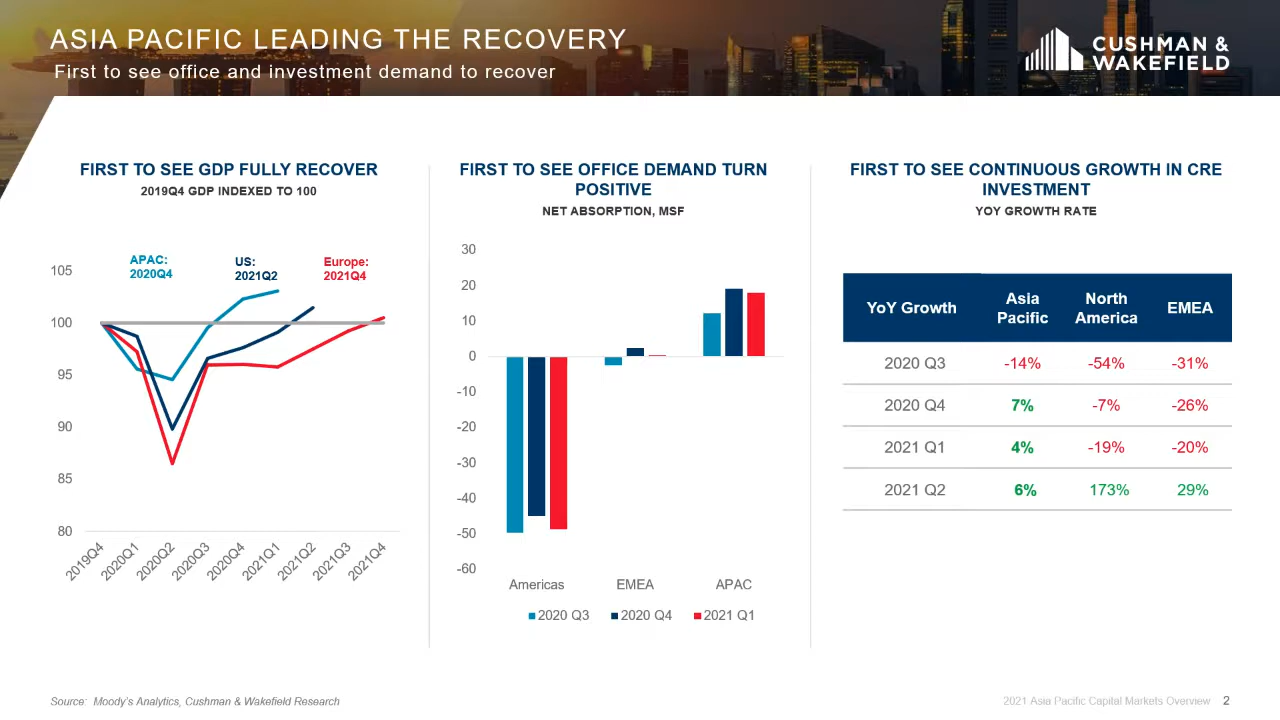 ASIA PACIFIC LEADING THE RECOVERY
First to see office and investment demand to recover
CUSHMAN &
WAKEFIELD
FIRST TO SEE GDP FULLY RECOVER
2019Q4 GDP INDEXED TO 100
APAC:
2020Q4
US:
2021Q2
Europe:
2021Q4
105
100
95
90
85
80
2019Q4
2020Q1
2020Q2
2020Q3
2020Q4
2021Q1
2021Q2
2021Q3
2021Q4
FIRST TO SEE OFFICE DEMAND TURN
POSITIVE
NET ABSORPTION, MSF
30
20
10
0
-10
-20
-30
-40
-50
-60
Americas EMEA APAC
2020 Q3 2020 Q4 2021 Q1
FIRST TO SEE CONTINUOUS GROWTH IN CRE
INVESTMENT
YOY GROWTH RATE
YoY Growth Asia Pacific North America EMEA
2020 Q3 -14% -54% -31%
2020 Q4 7% -7% -26%
2021 Q1 4% -19% -20%
2021 Q2 6% 173% 29%
Source: Moody's Analytics, Cushman & Wakefield Research
2021 Asia Pacific Capital Markets Overview 2